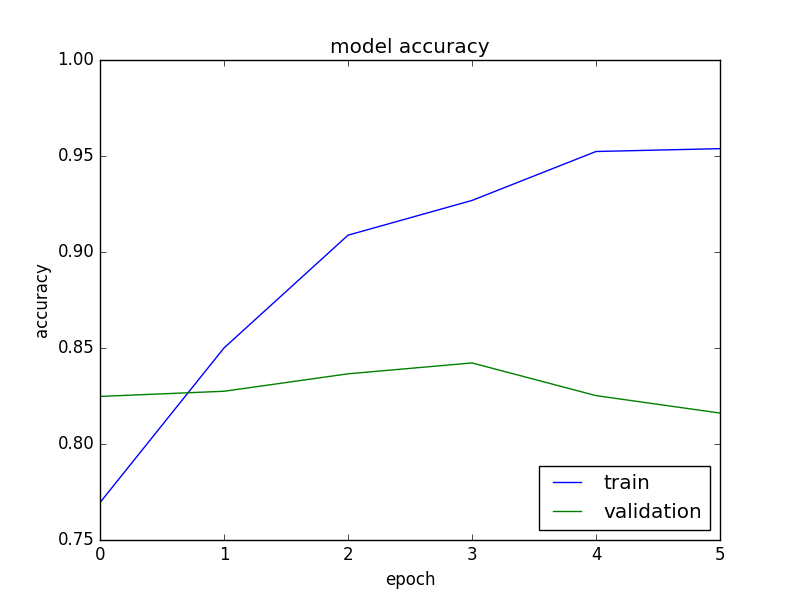 model accuracy
1.00
0.95
0.90
0.85
0.80
0.75
accuracy
train
validation
0 1 2 3 4 5
epoch